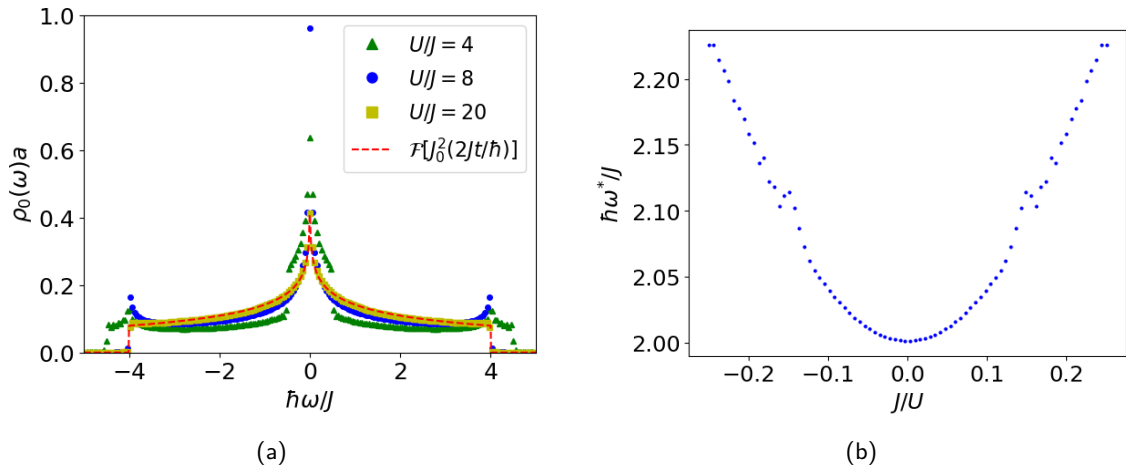 1.0
0.8
0.6
0.4
0.2
0.0
ρ₀(ω)a
U/J = 4
U/J = 8
U/J = 20
ℱ[J₀²(2Jt/ħ)]
−4 −2 0 2 4
ħω/J
(a)
2.20
2.15
2.10
2.05
2.00
ħω*/J
−0.2 −0.1 0.0 0.1 0.2
J/U
(b)